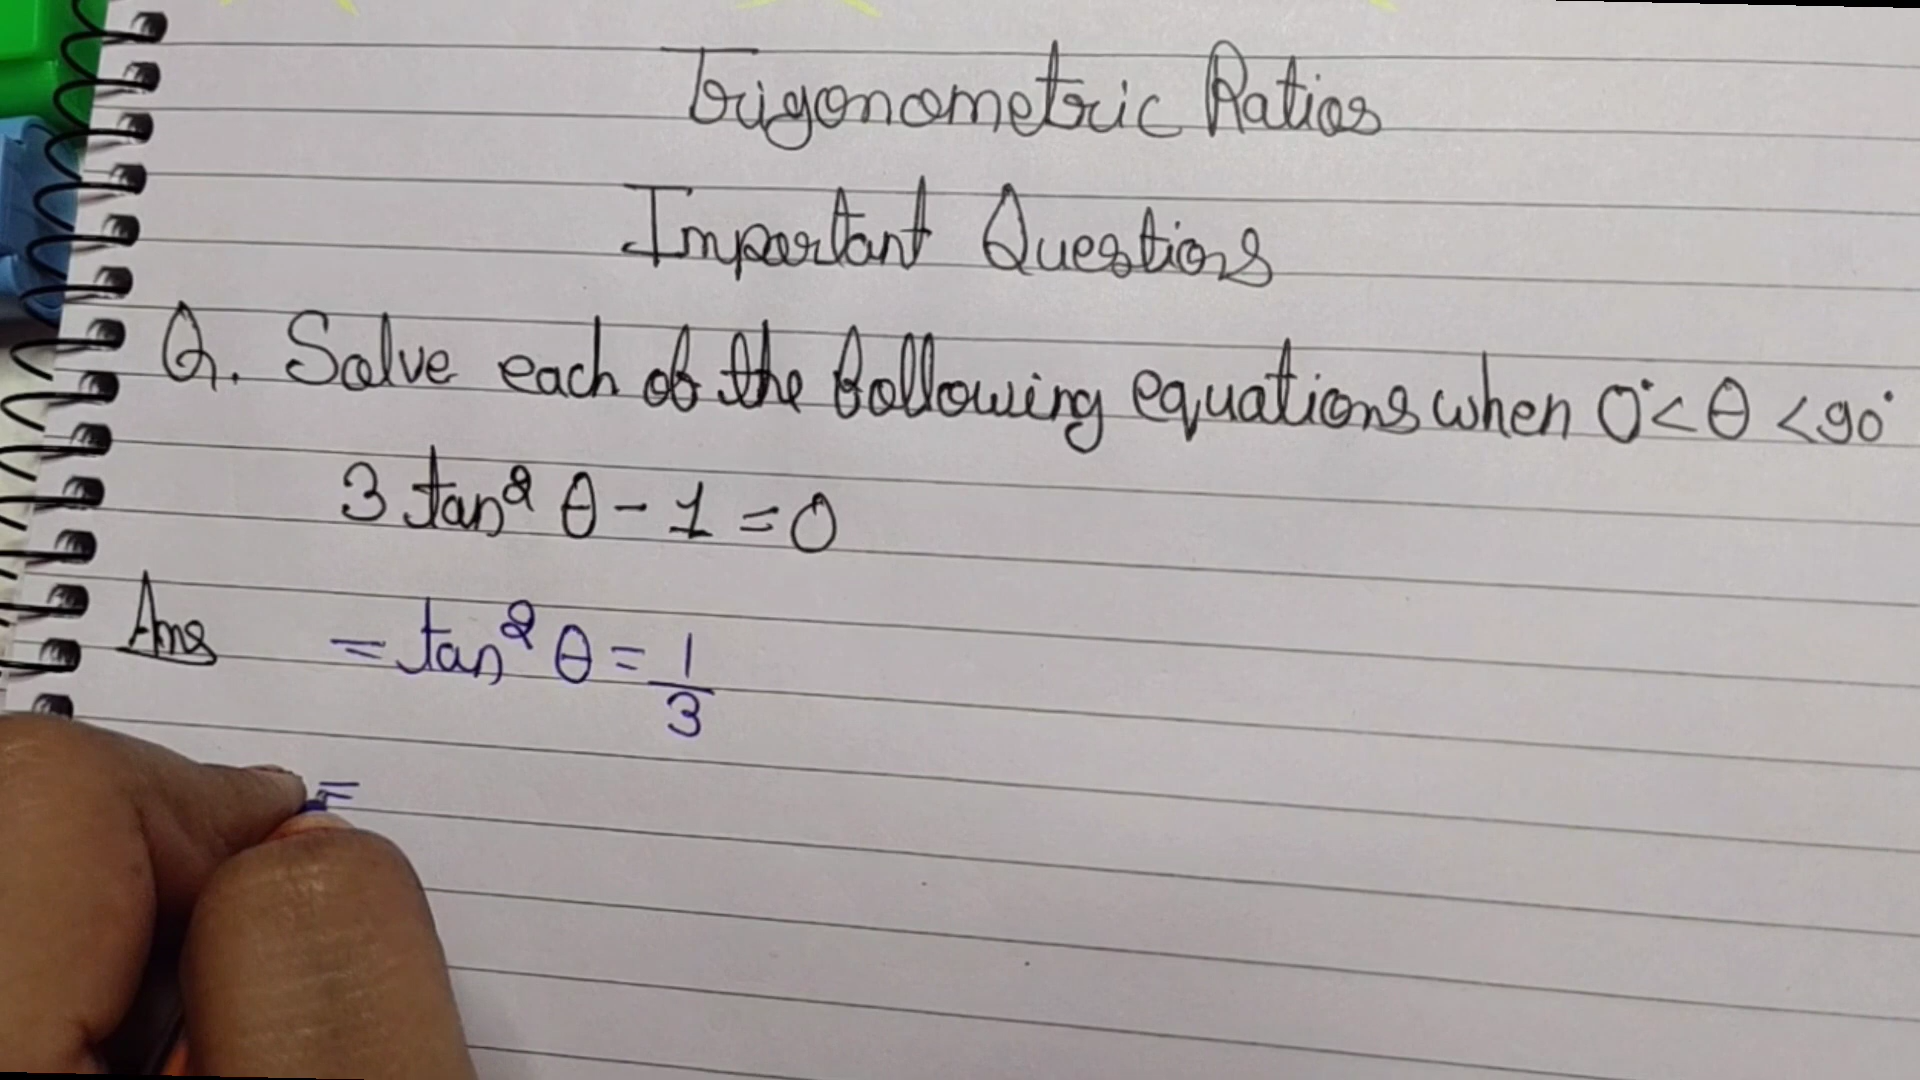 Trigonometric Ratios
Important Questions
Q. Solve each of the following equations when 0°< θ <90°
3 tan² θ - 1 = 0
Ans = tan² θ = 1/3
=